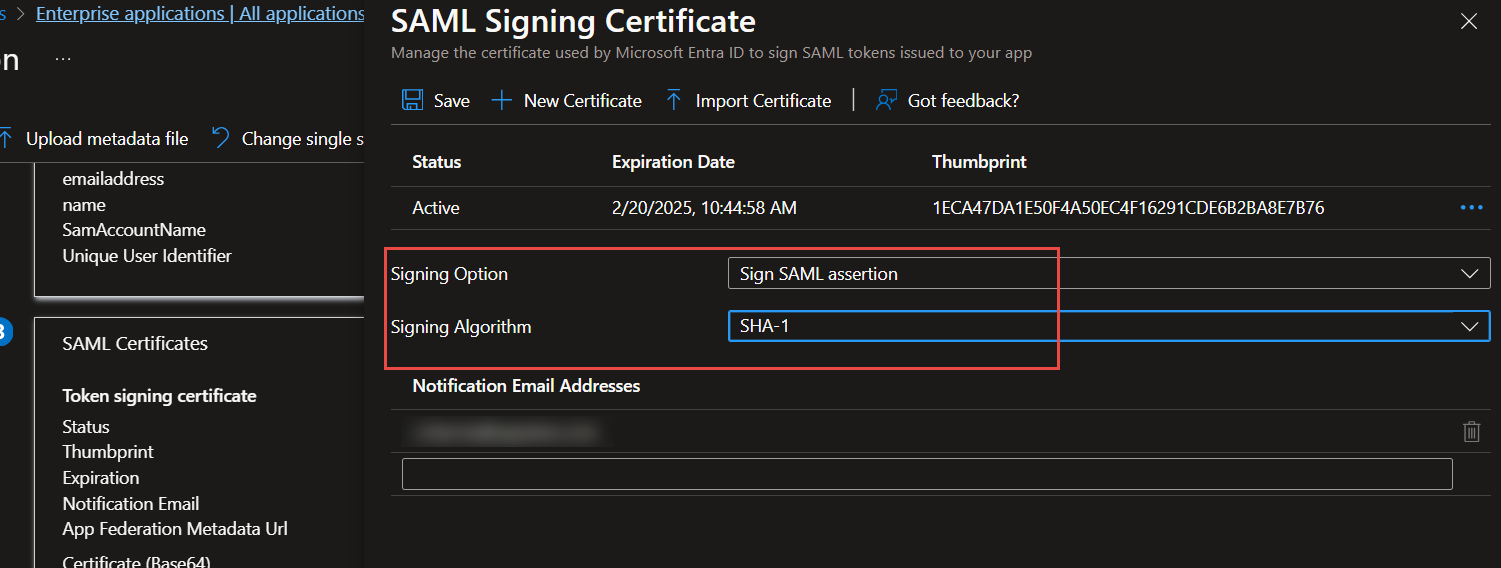 s > Enterprise applications | All applications
on ...
Upload metadata file Change single s
emailaddress
name
SamAccountName
Unique User Identifier
3
SAML Certificates
Token signing certificate
Status
Thumbprint
Expiration
Notification Email
App Federation Metadata Url
Certificate (Base64)
SAML Signing Certificate
Manage the certificate used by Microsoft Entra ID to sign SAML tokens issued to your app
Save New Certificate Import Certificate | Got feedback?
Status Expiration Date Thumbprint
Active 2/20/2025, 10:44:58 AM 1ECA47DA1E50F4A50EC4F16291CDE6B2BA8E7B76 ...
Signing Option Sign SAML assertion
Signing Algorithm SHA-1
Notification Email Addresses